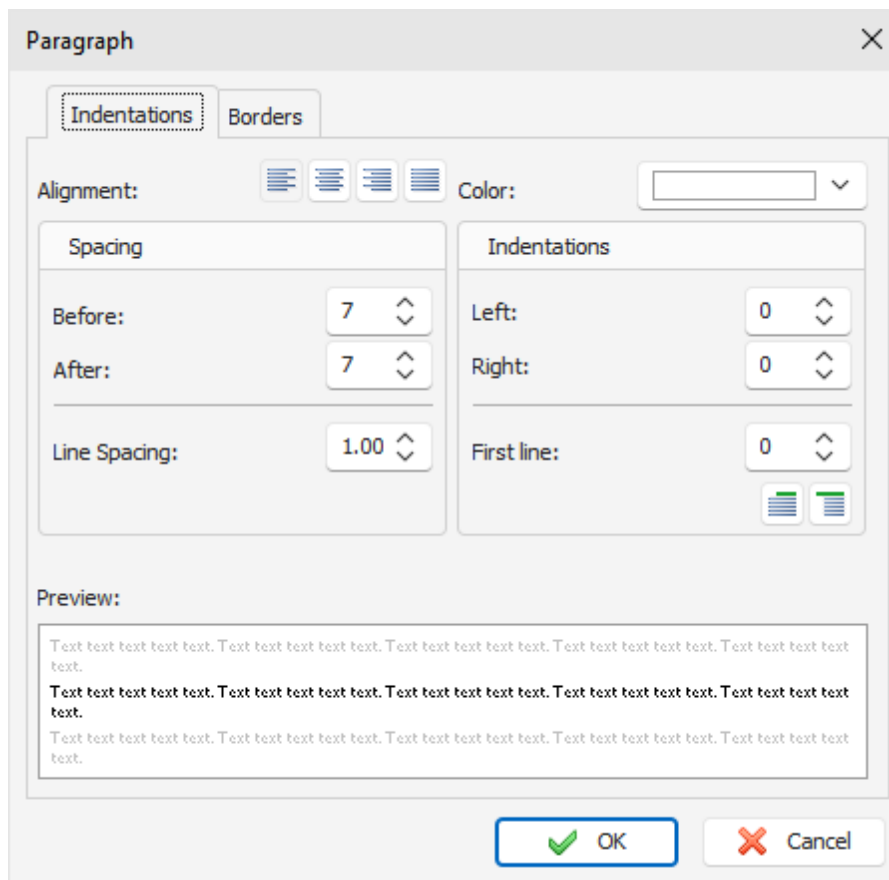 Paragraph
Indentations Borders
Alignment: Color:
Spacing Indentations
Before: 7 Left: 0
After: 7 Right: 0
Line Spacing: 1.00 First line: 0
Preview:
Text text text text text. Text text text text text. Text text text text text. Text text text text text. Text text text text
text.
Text text text text text. Text text text text text. Text text text text text. Text text text text text. Text text text text
text.
Text text text text text. Text text text text text. Text text text text text. Text text text text text. Text text text text
text.
OK Cancel